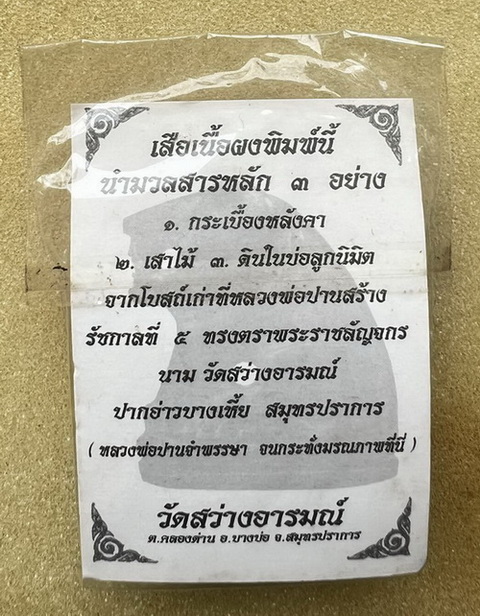 เสือเนื้อผงพิมพ์นี้
นำมวลสารหลัก ๓ อย่าง
๑. กระเบื้องหลังคา
๒. เสาไม้ ๓. ดินในบ่อลูกนิมิต
จากโบสถ์เก่าที่หลวงพ่อปานสร้าง
รัชกาลที่ ๕ ทรงตราพระราชลัญจกร
นาม วัดสว่างอารมณ์
ปากอ่าวบางเหี้ย สมุทรปราการ
( หลวงพ่อปานจำพรรษา จนกระทั่งมรณภาพที่นี่ )
วัดสว่างอารมณ์
ต.คลองด่าน อ.บางบ่อ จ.สมุทรปราการ